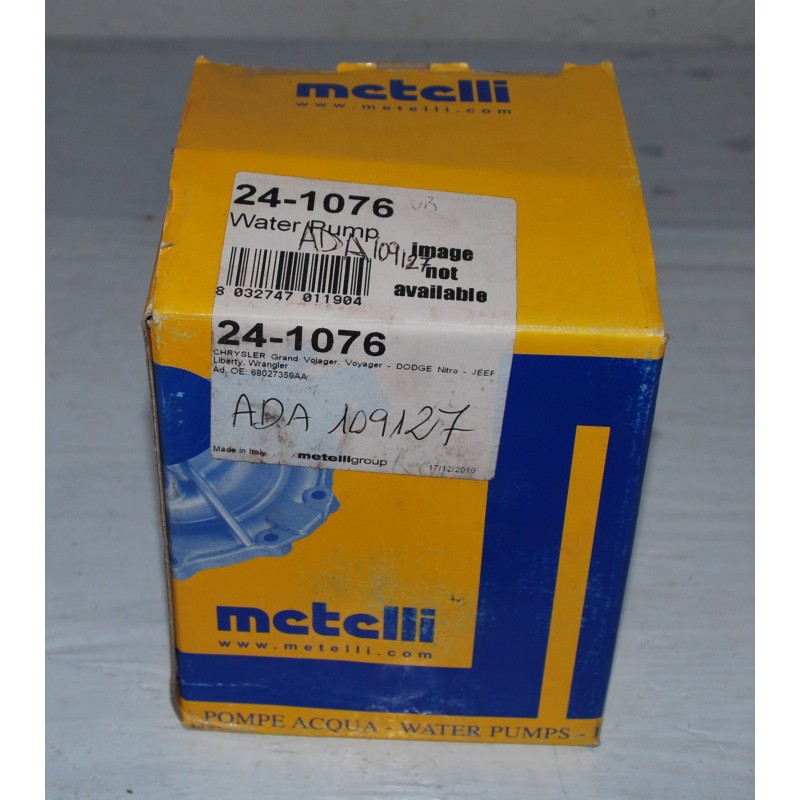 metelli
www.metelli.com
24-1076 VR
Water Pump
ADA 109127
image
not
available
8 032747 011904
24-1076
CHRYSLER Grand Vojager, Voyager - DODGE Nitro - JEEP
Liberty, Wrangler
Ad. OE: 68027359AA
ADA 109127
Made in Italy
metelligroup
17/12/2010
metelli
www.metelli.com
POMPE ACQUA - WATER PUMPS -